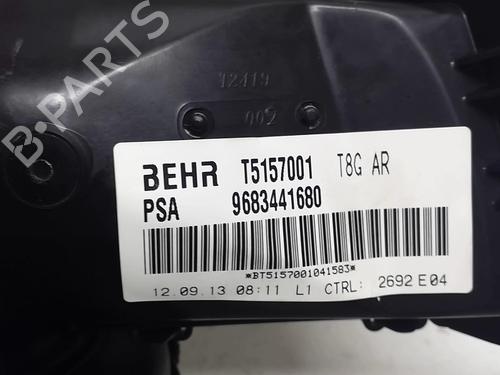 B-PARTS
12419
002
BEHR T5157001 T8G AR
PSA 9683441680
*BT5157001041583*
12.09.13 08:11 L1 CTRL: 2692 E04